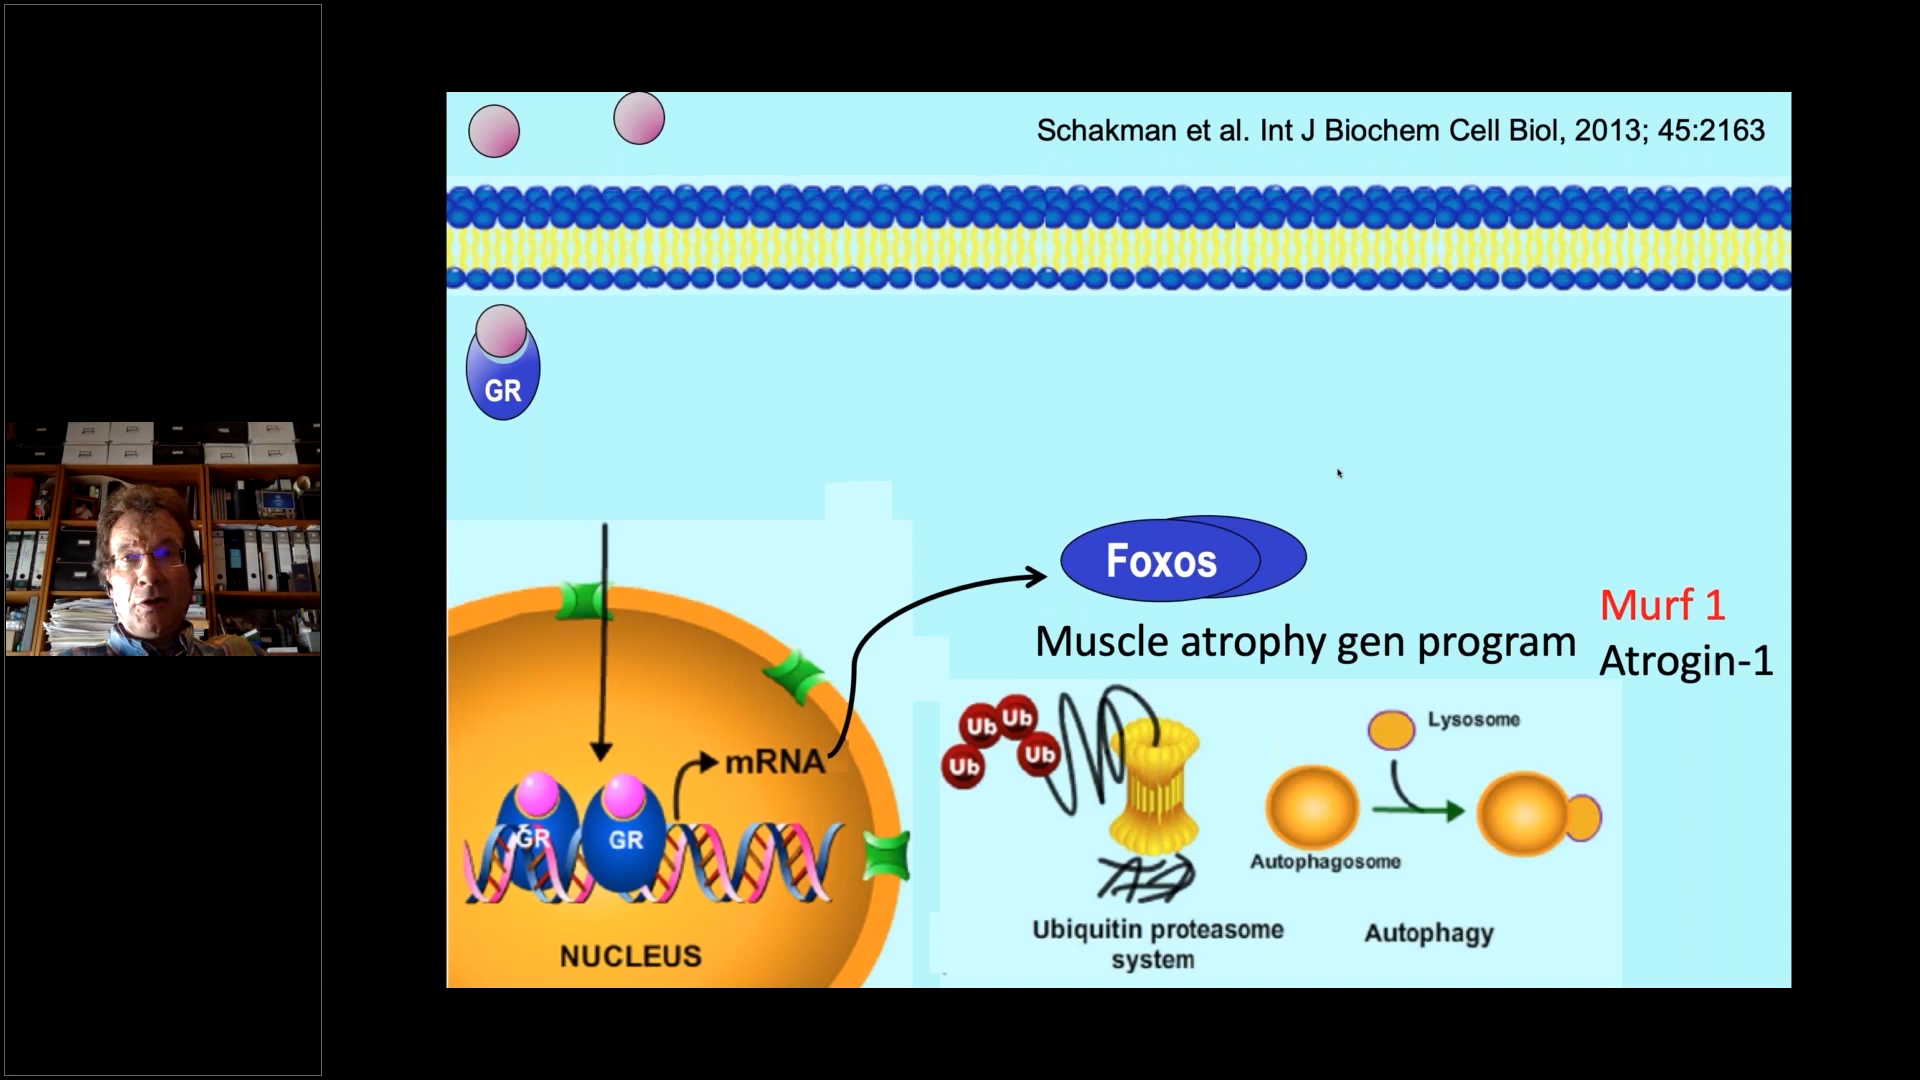 Schakman et al. Int J Biochem Cell Biol, 2013; 45:2163
GR
Foxos
Murf 1
Muscle atrophy gen program
Atrogin-1
Ub
Ub
Ub
Ub
Lysosome
mRNA
GR
GR
Autophagosome
Ubiquitin proteasome
system
Autophagy
NUCLEUS